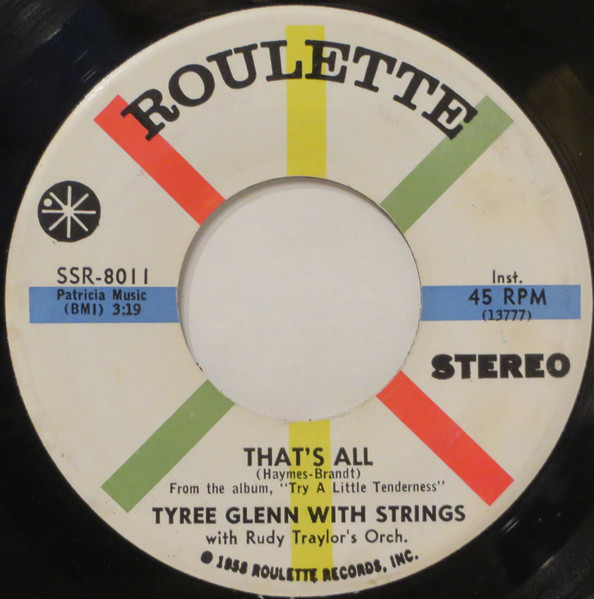 ROULETTE
SSR-8011
Patricia Music
(BMI) 3:19
Inst.
45 RPM
(13777)
STEREO
THAT'S ALL
(Haymes-Brandt)
From the album, "Try A Little Tenderness"
TYREE GLENN WITH STRINGS
with Rudy Traylor's Orch.
© 1958 ROULETTE RECORDS, INC.